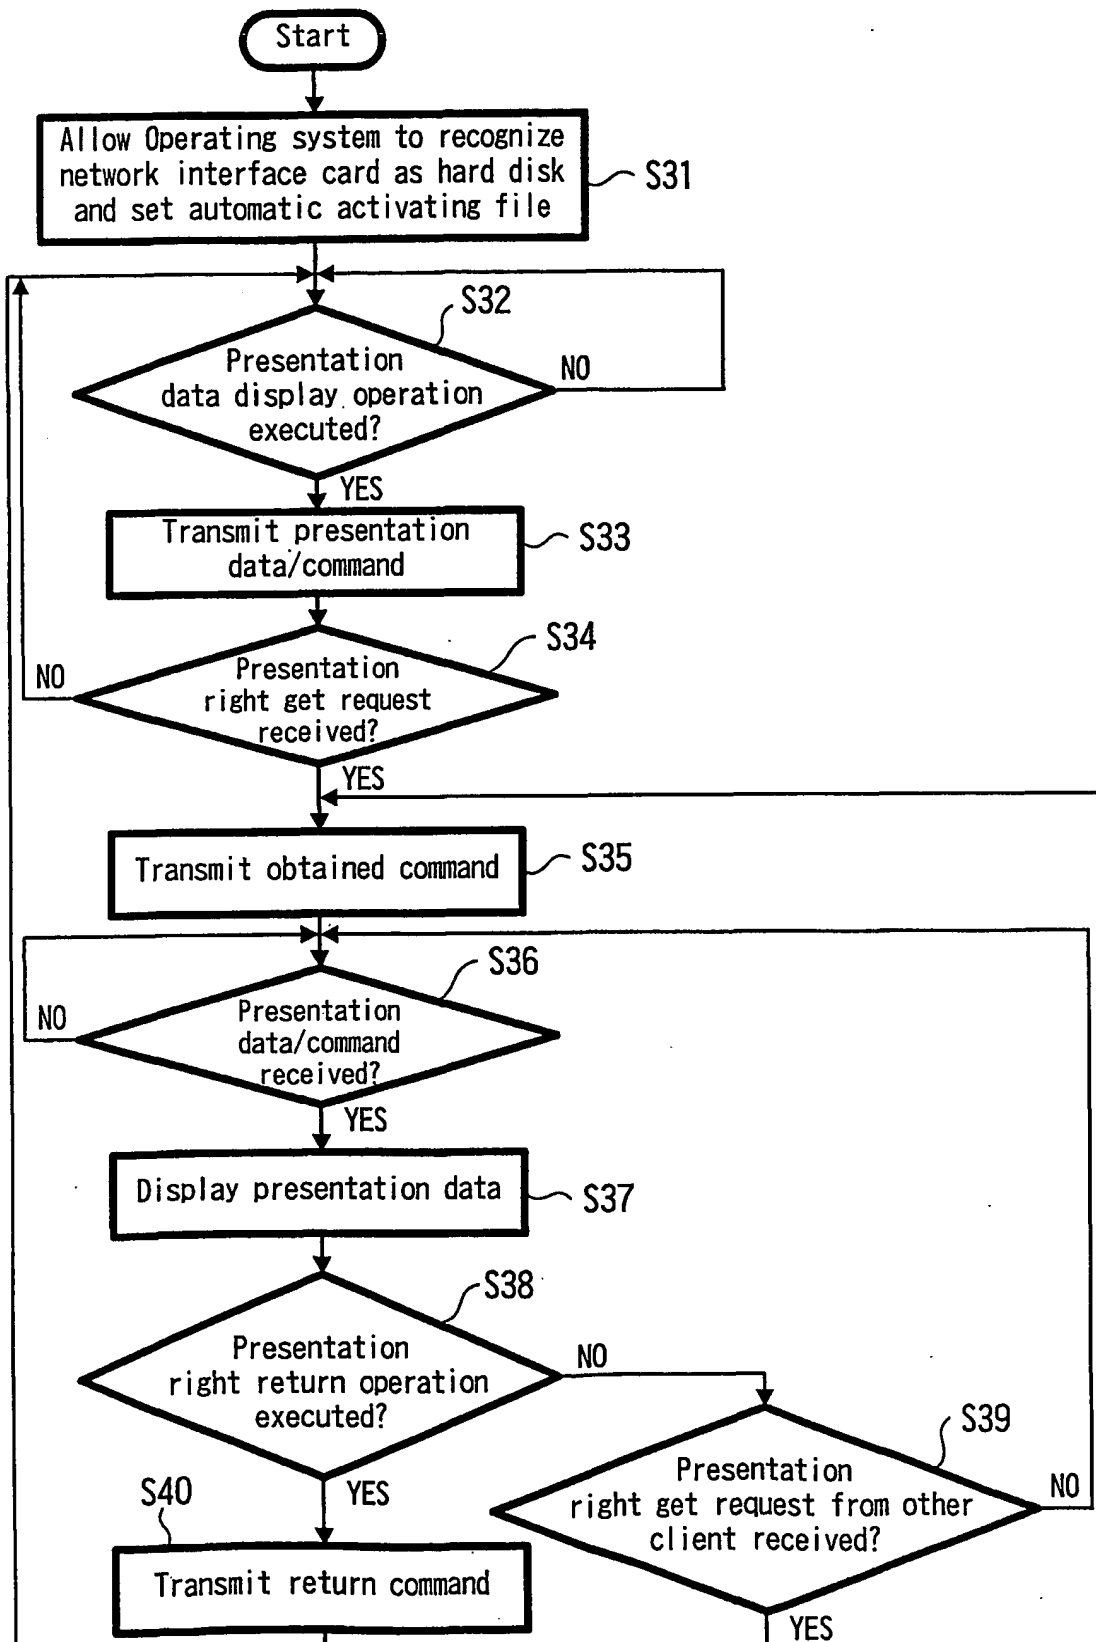 Start
Allow Operating system to recognize
network interface card as hard disk
and set automatic activating file
S31
S32
Presentation
data display operation
executed?
NO
YES
Transmit presentation
data/command
S33
S34
Presentation
right get request
received?
NO
YES
Transmit obtained command
S35
S36
Presentation
data/command
received?
NO
YES
Display presentation data
S37
S38
Presentation
right return operation
executed?
NO
YES
S39
Presentation
right get request from other
client received?
NO
YES
S40
Transmit return command